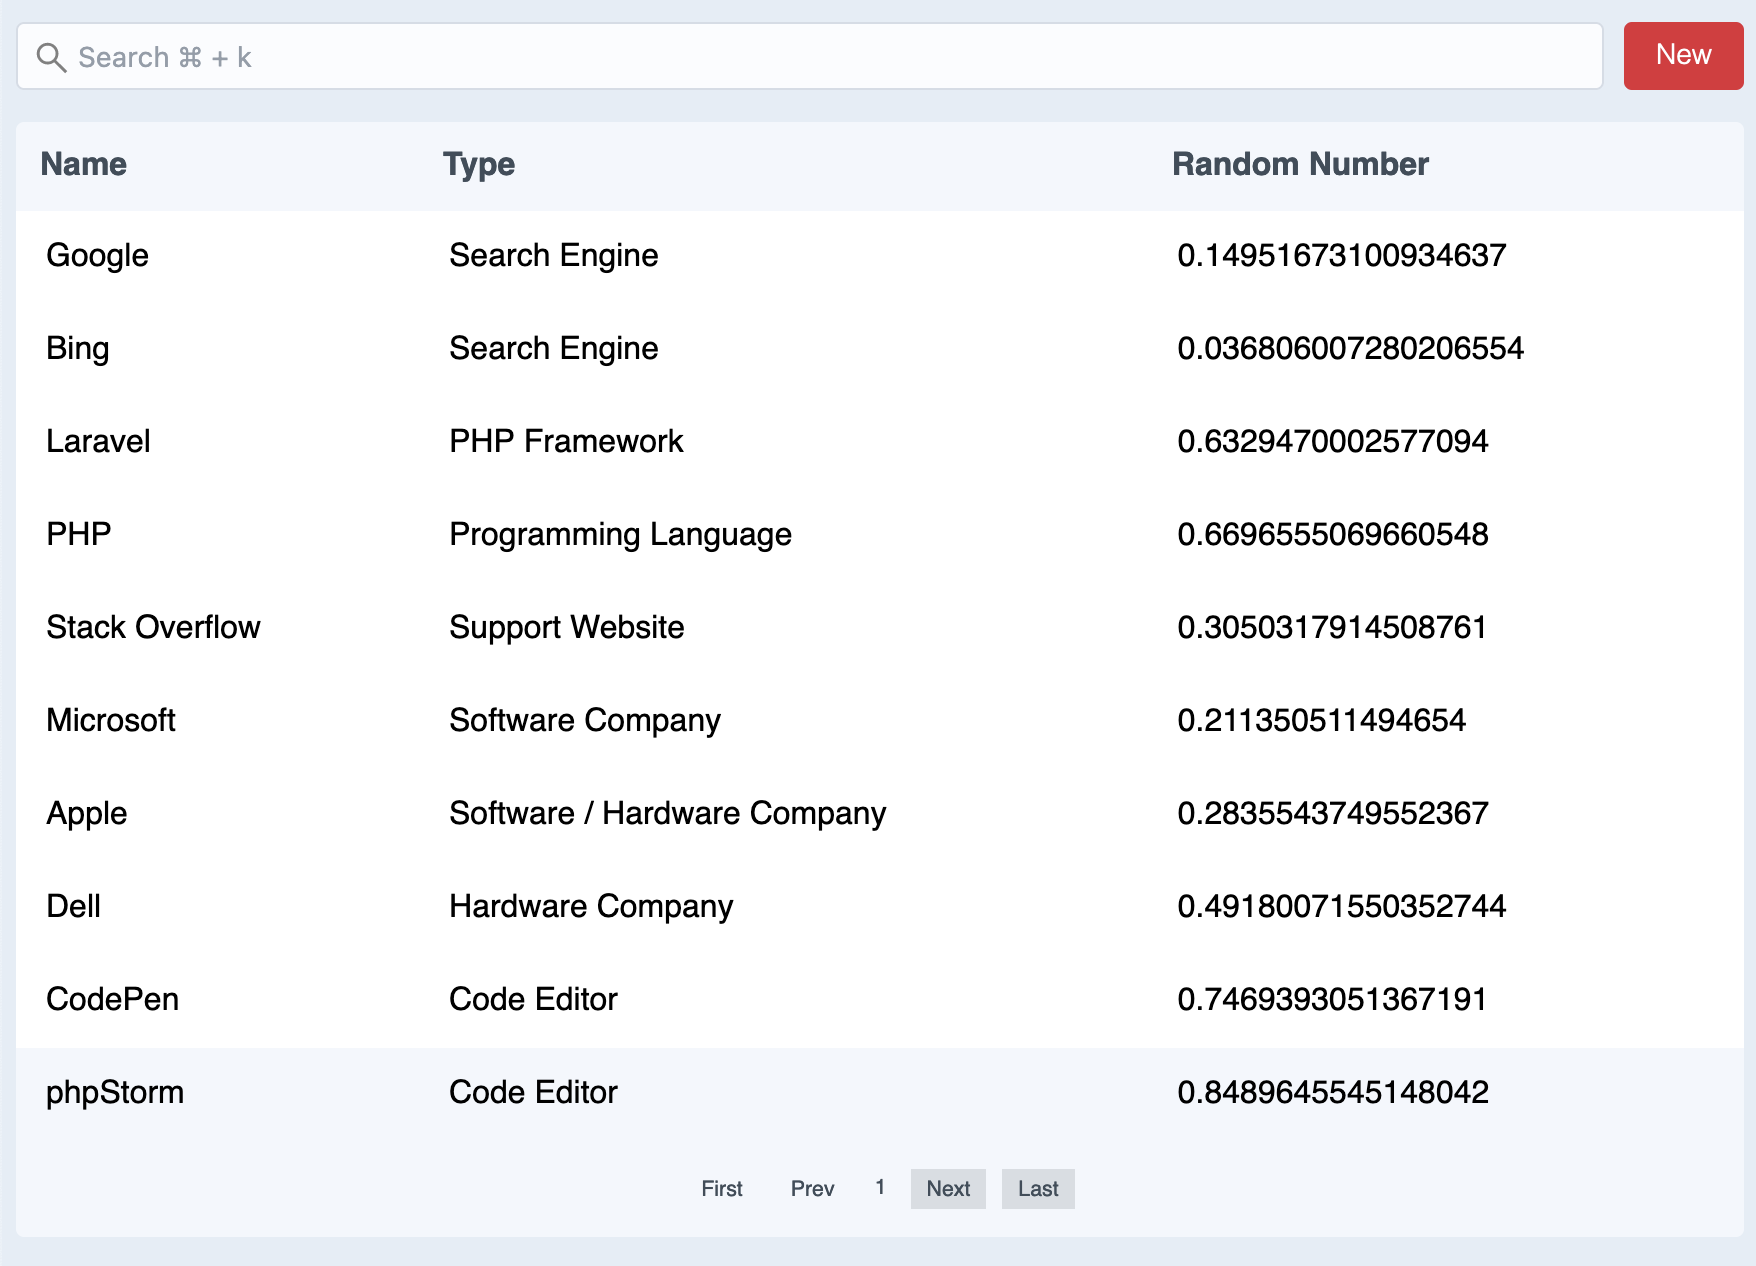 Search ⌘ + k
New
Name Type Random Number
Google Search Engine 0.14951673100934637
Bing Search Engine 0.036806007280206554
Laravel PHP Framework 0.6329470002577094
PHP Programming Language 0.6696555069660548
Stack Overflow Support Website 0.3050317914508761
Microsoft Software Company 0.211350511494654
Apple Software / Hardware Company 0.2835543749552367
Dell Hardware Company 0.49180071550352744
CodePen Code Editor 0.7469393051367191
phpStorm Code Editor 0.8489645545148042
First Prev 1 Next Last